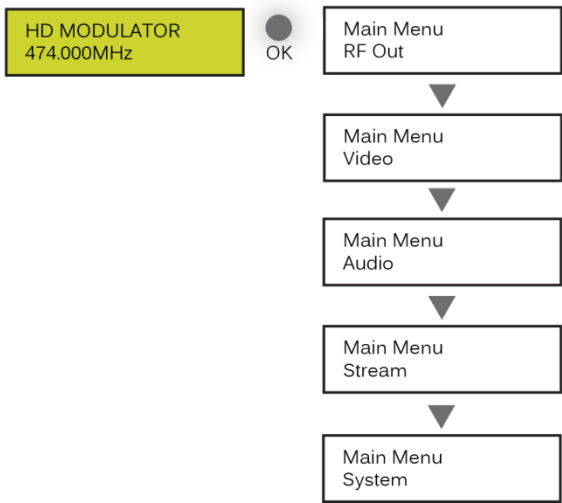 HD MODULATOR
474.000MHz
OK
Main Menu
RF Out
Main Menu
Video
Main Menu
Audio
Main Menu
Stream
Main Menu
System